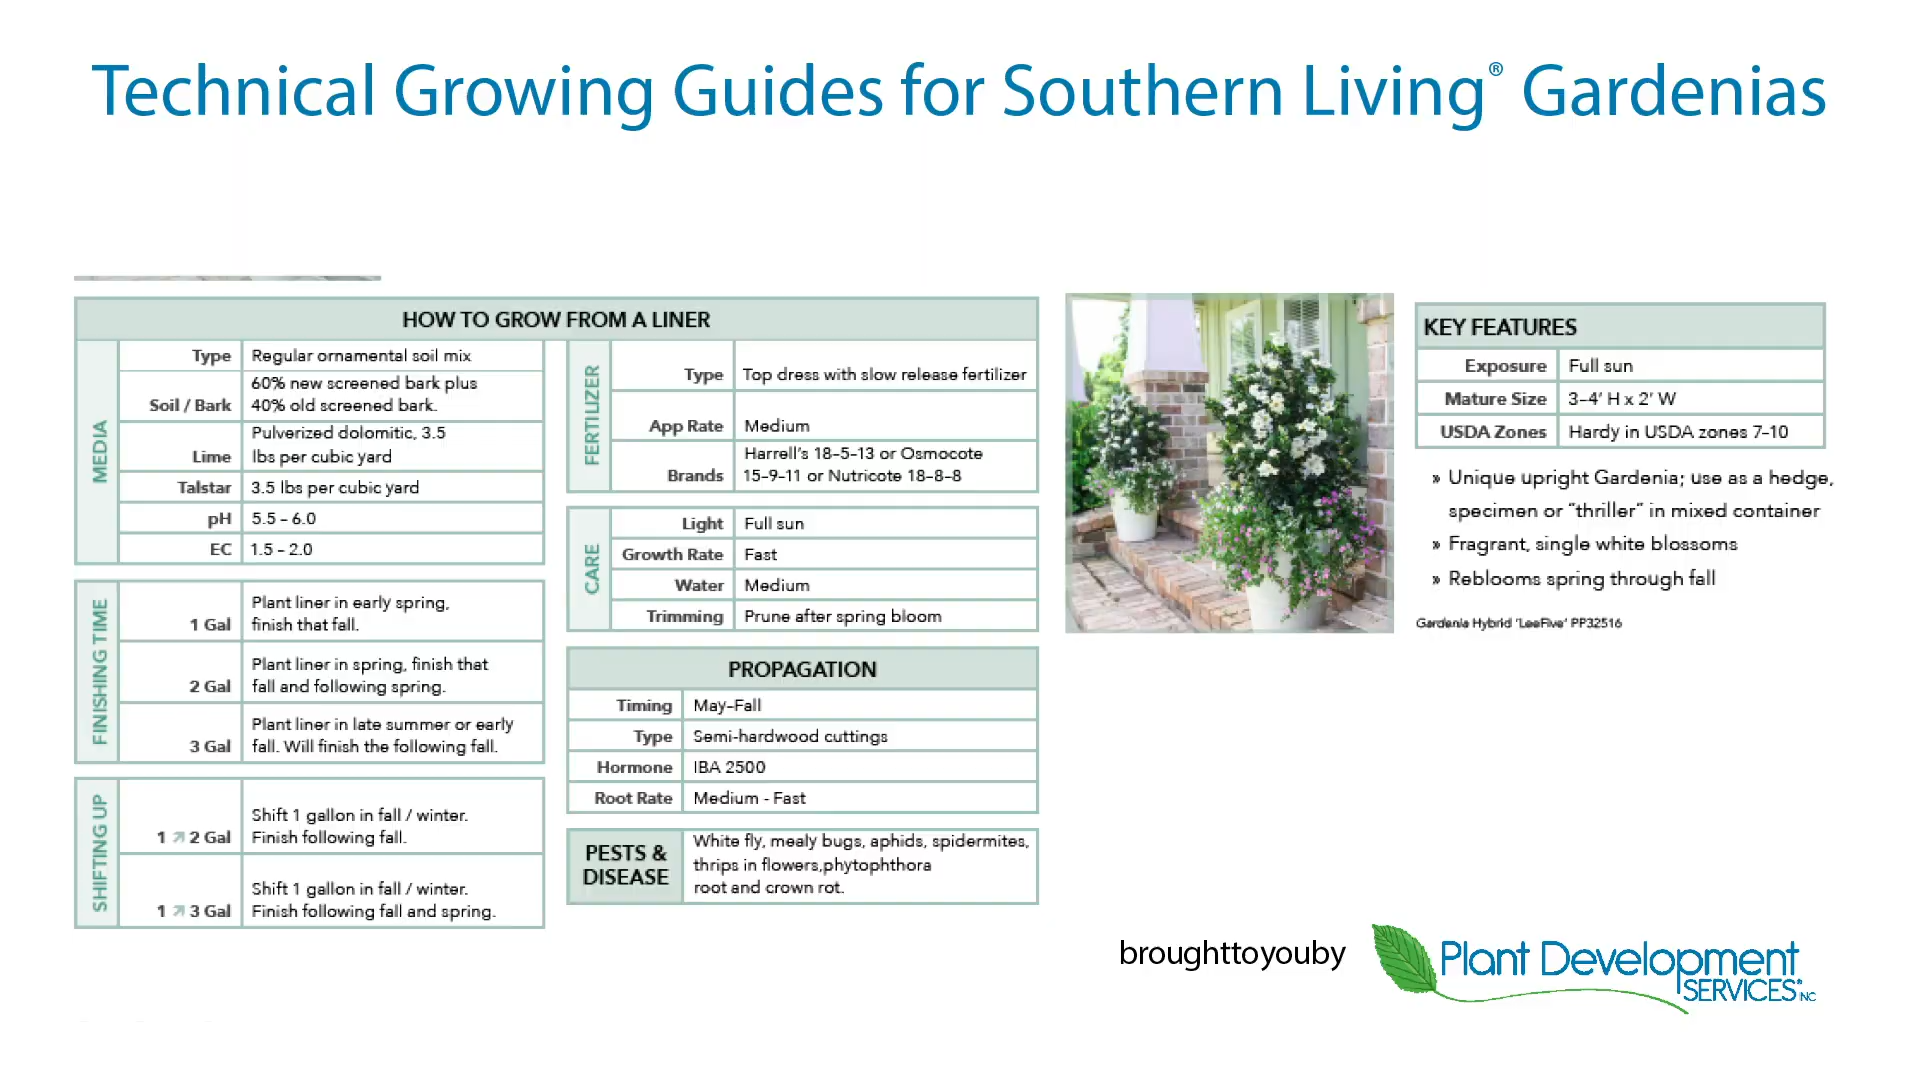 Technical Growing Guides for Southern Living® Gardenias
HOW TO GROW FROM A LINER
MEDIA
Type Regular ornamental soil mix
Soil / Bark 60% new screened bark plus
40% old screened bark.
Lime Pulverized dolomitic, 3.5
lbs per cubic yard
Talstar 3.5 lbs per cubic yard
pH 5.5 - 6.0
EC 1.5 - 2.0
FINISHING TIME
1 Gal Plant liner in early spring,
finish that fall.
2 Gal Plant liner in spring, finish that
fall and following spring.
3 Gal Plant liner in late summer or early
fall. Will finish the following fall.
SHIFTING UP
1 ↗ 2 Gal Shift 1 gallon in fall / winter.
Finish following fall.
1 ↗ 3 Gal Shift 1 gallon in fall / winter.
Finish following fall and spring.
FERTILIZER
Type Top dress with slow release fertilizer
App Rate Medium
Brands Harrell's 18-5-13 or Osmocote
15-9-11 or Nutricote 18-8-8
CARE
Light Full sun
Growth Rate Fast
Water Medium
Trimming Prune after spring bloom
PROPAGATION
Timing May-Fall
Type Semi-hardwood cuttings
Hormone IBA 2500
Root Rate Medium - Fast
PESTS &
DISEASE
White fly, mealy bugs, aphids, spidermites,
thrips in flowers,phytophthora
root and crown rot.
KEY FEATURES
Exposure Full sun
Mature Size 3-4' H x 2' W
USDA Zones Hardy in USDA zones 7-10
» Unique upright Gardenia; use as a hedge,
specimen or "thriller" in mixed container
» Fragrant, single white blossoms
» Reblooms spring through fall
Gardenia Hybrid 'LeeFive' PP32516
broughttoyouby
Plant Development
SERVICES® INC